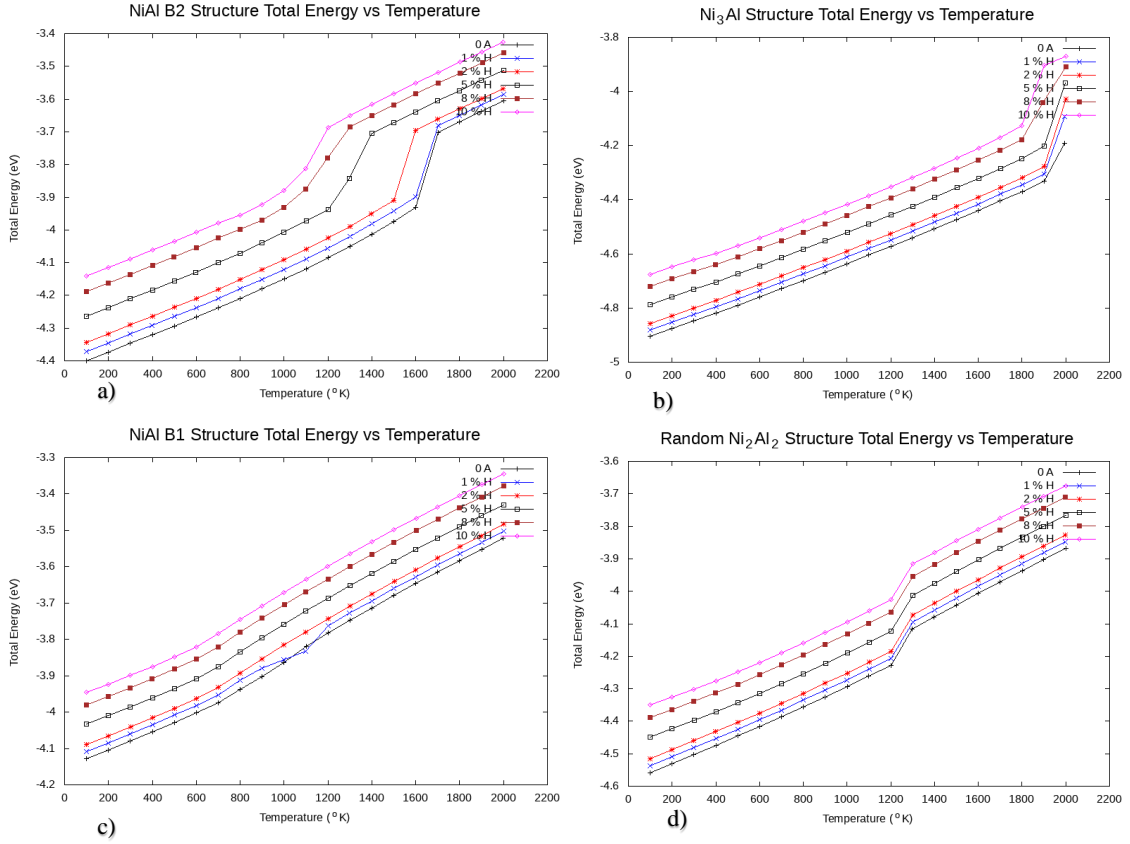 NiAl B2 Structure Total Energy vs Temperature
Total Energy (eV)
-3.4
-3.5
-3.6
-3.7
-3.8
-3.9
-4
-4.1
-4.2
-4.3
-4.4
0 A
1 % H
2 % H
5 % H
8 % H
10 % H
0 200 400 600 800 1000 1200 1400 1600 1800 2000 2200
Temperature (°K)
a)
Ni₃Al Structure Total Energy vs Temperature
Total Energy (eV)
-3.8
-4
-4.2
-4.4
-4.6
-4.8
-5
0 A
1 % H
2 % H
5 % H
8 % H
10 % H
0 200 400 600 800 1000 1200 1400 1600 1800 2000 2200
Temperature (°K)
b)
NiAl B1 Structure Total Energy vs Temperature
Total Energy (eV)
-3.3
-3.4
-3.5
-3.6
-3.7
-3.8
-3.9
-4
-4.1
-4.2
0 A
1 % H
2 % H
5 % H
8 % H
10 % H
0 200 400 600 800 1000 1200 1400 1600 1800 2000 2200
Temperature (°K)
c)
Random Ni₂Al₂ Structure Total Energy vs Temperature
Total Energy (eV)
-3.6
-3.7
-3.8
-3.9
-4
-4.1
-4.2
-4.3
-4.4
-4.5
-4.6
0 A
1 % H
2 % H
5 % H
8 % H
10 % H
0 200 400 600 800 1000 1200 1400 1600 1800 2000 2200
Temperature (°K)
d)